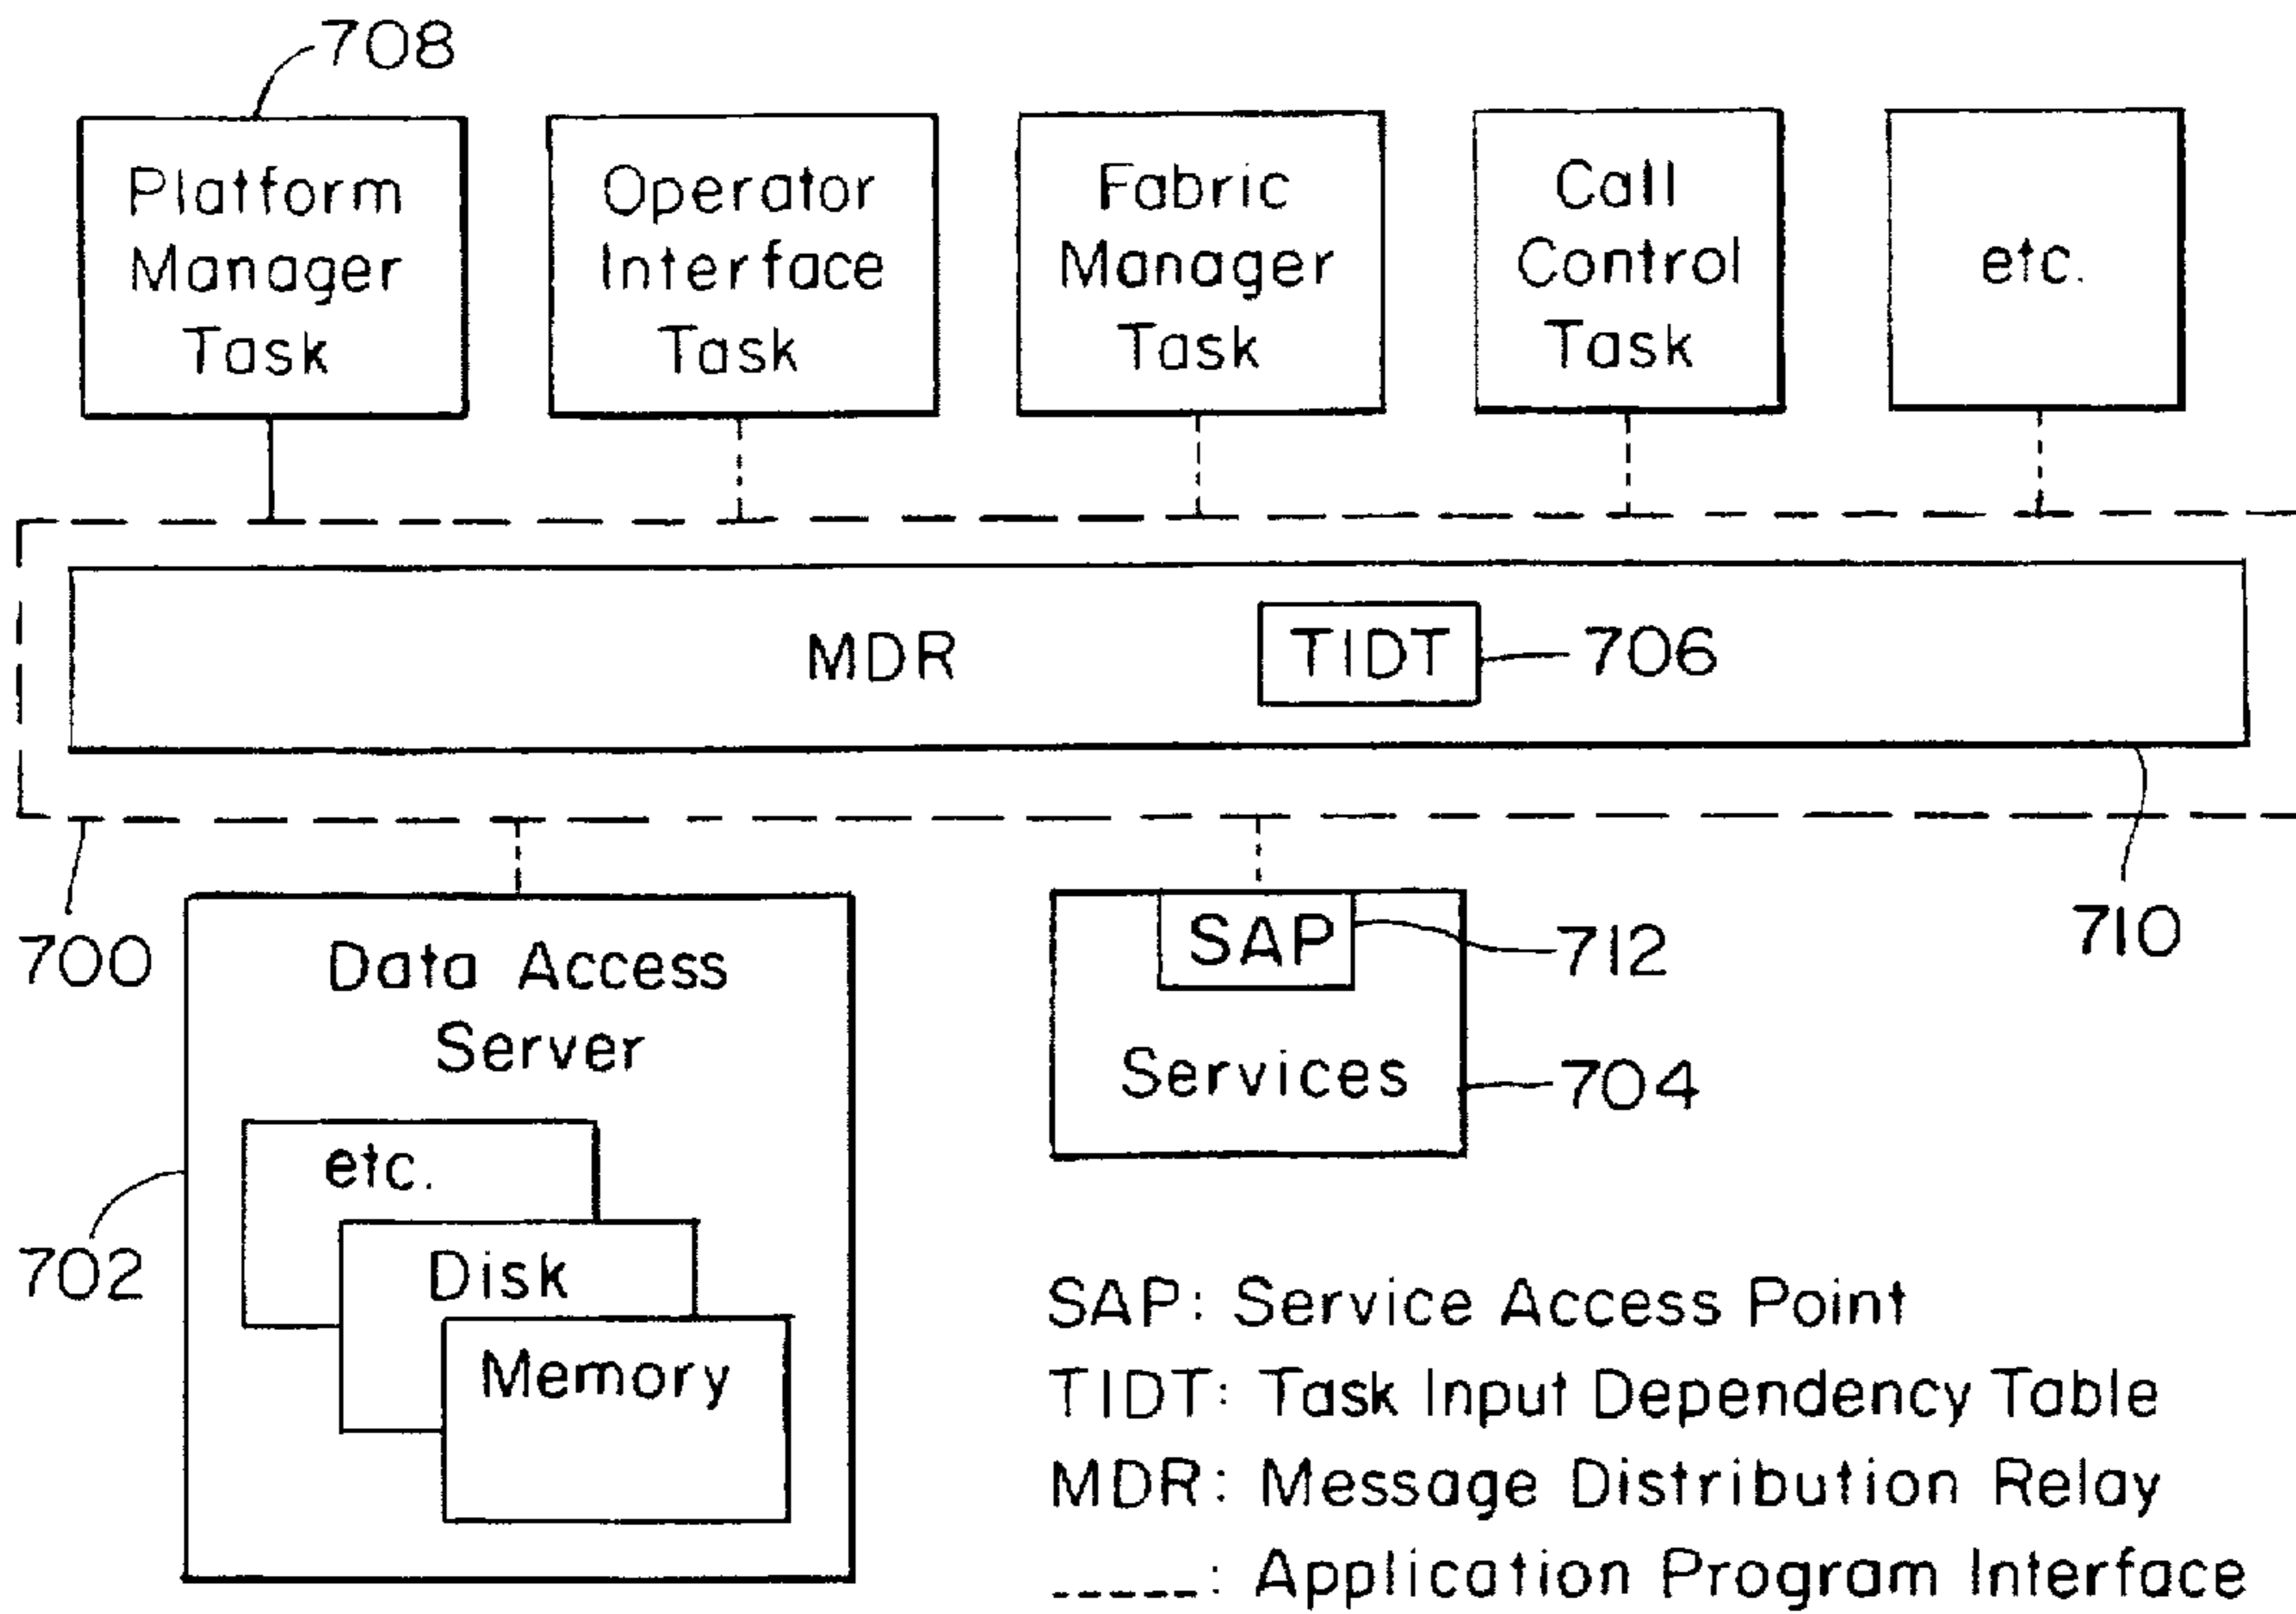 708
Platform
Manager
Task
Operator
Interface
Task
Fabric
Manager
Task
Call
Control
Task
etc.
MDR
TIDT
706
700
710
Data Access
Server
etc.
Disk
Memory
702
SAP
712
Services
704
SAP: Service Access Point
TIDT: Task Input Dependency Table
MDR: Message Distribution Relay
-----: Application Program Interface